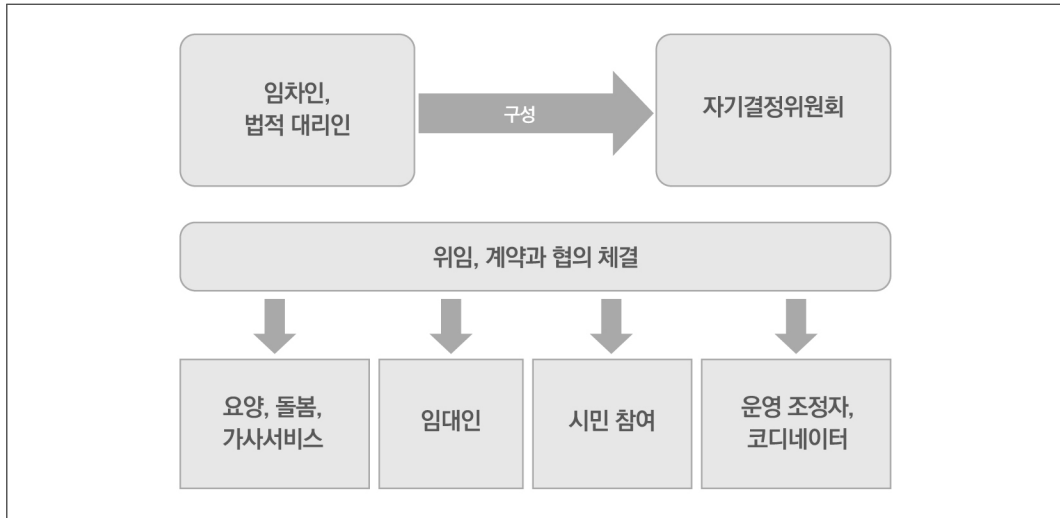 임차인,
법적 대리인
구성
자기결정위원회
위임, 계약과 협의 체결
요양, 돌봄,
가사서비스
임대인
시민 참여
운영 조정자,
코디네이터